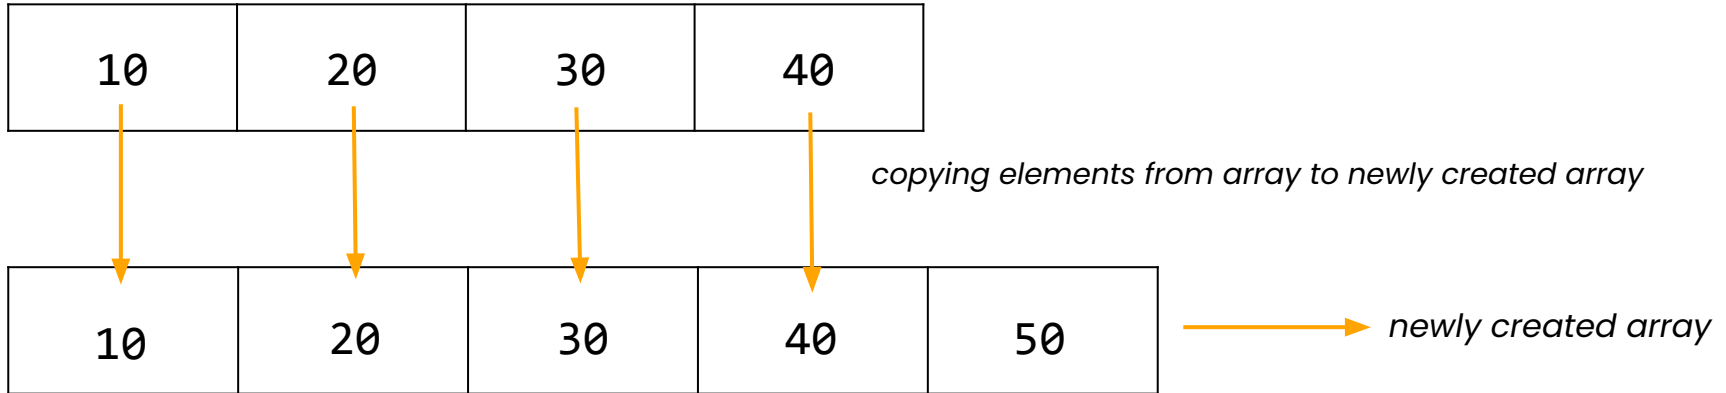 10 20 30 40
copying elements from array to newly created array
10 20 30 40 50
newly created array